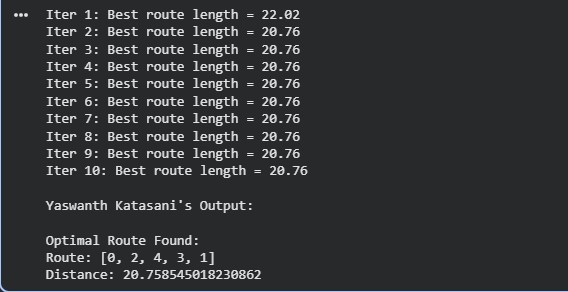 Iter 1: Best route length = 22.02
Iter 2: Best route length = 20.76
Iter 3: Best route length = 20.76
Iter 4: Best route length = 20.76
Iter 5: Best route length = 20.76
Iter 6: Best route length = 20.76
Iter 7: Best route length = 20.76
Iter 8: Best route length = 20.76
Iter 9: Best route length = 20.76
Iter 10: Best route length = 20.76
Yaswanth Katasani's Output:
Optimal Route Found:
Route: [0, 2, 4, 3, 1]
Distance: 20.758545018230862